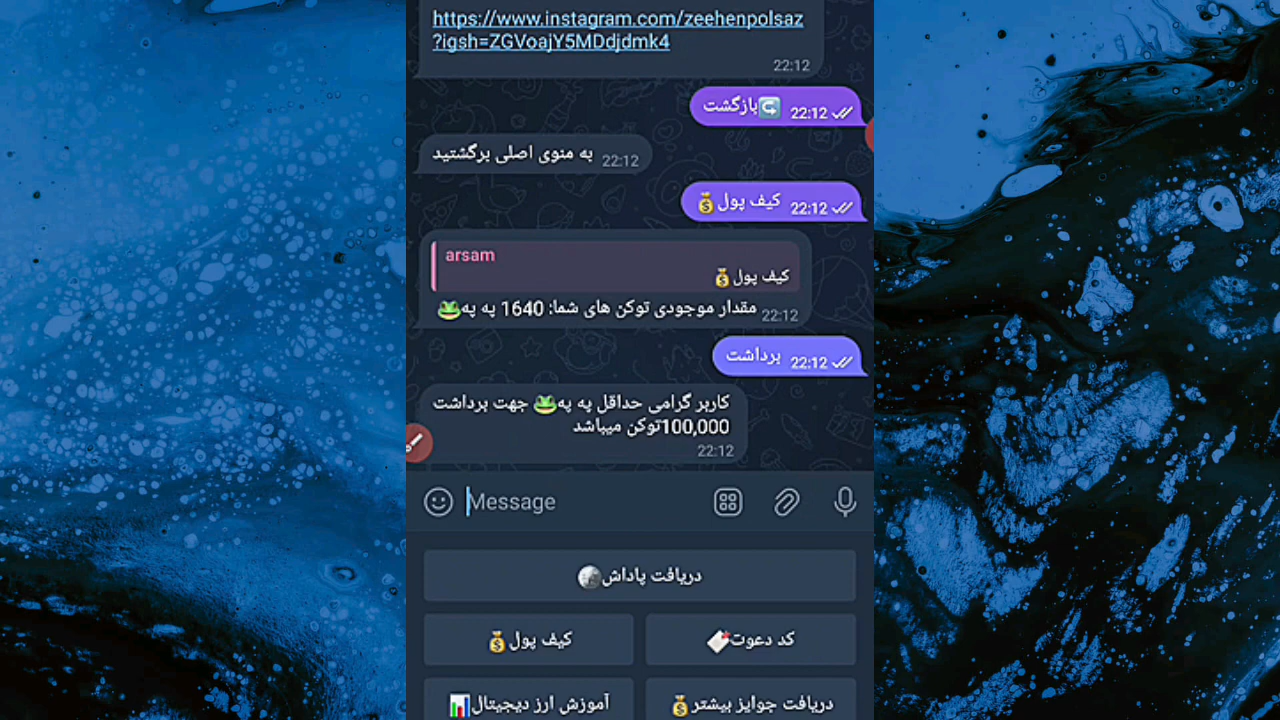 https://www.instagram.com/zeehenpolsaz
?igsh=ZGVoajY5MDdjdmk4
22:12
↪️بازگشت 22:12
به منوی اصلی برگشتید 22:12
کیف پول💰 22:12
arsam
کیف پول💰
مقدار موجودی توکن های شما: 1640 په په🐸 22:12
برداشت 22:12
کاربر گرامی حداقل په په🐸 جهت برداشت
100,000توکن میباشد
22:12
Message
دریافت پاداش🌕
کیف پول💰
کد دعوت🔖
آموزش ارز دیجیتال📊
دریافت جوایز بیشتر💰